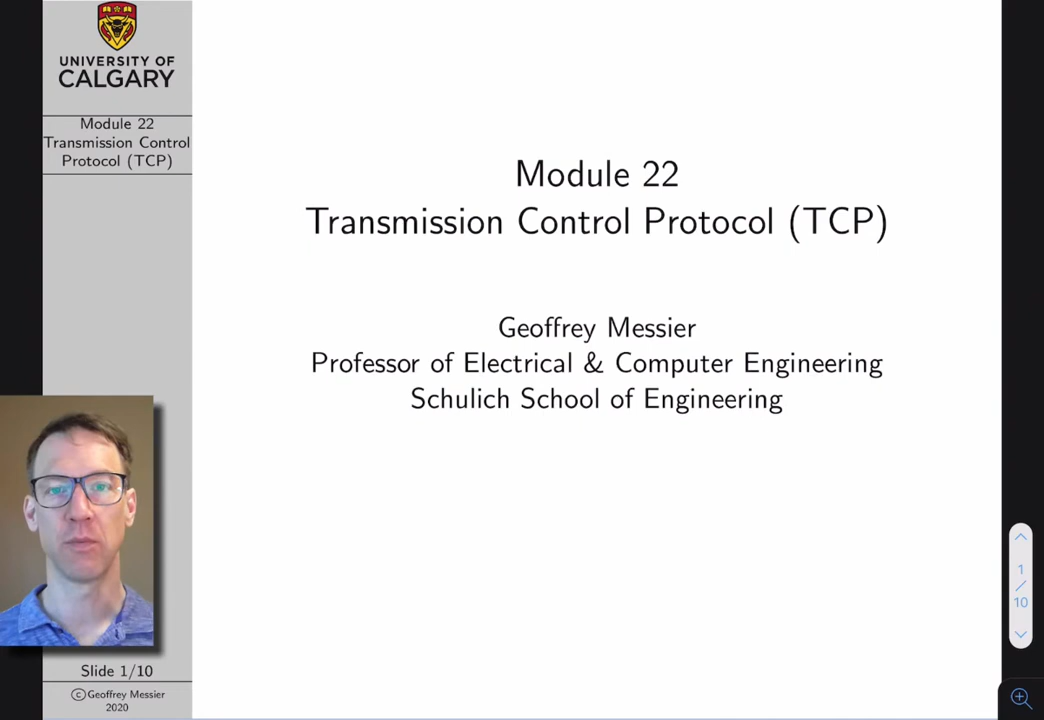 UNIVERSITY OF
CALGARY
Module 22
Transmission Control
Protocol (TCP)
Module 22
Transmission Control Protocol (TCP)
Geoffrey Messier
Professor of Electrical & Computer Engineering
Schulich School of Engineering
Slide 1/10
©Geoffrey Messier
2020
1
/
10